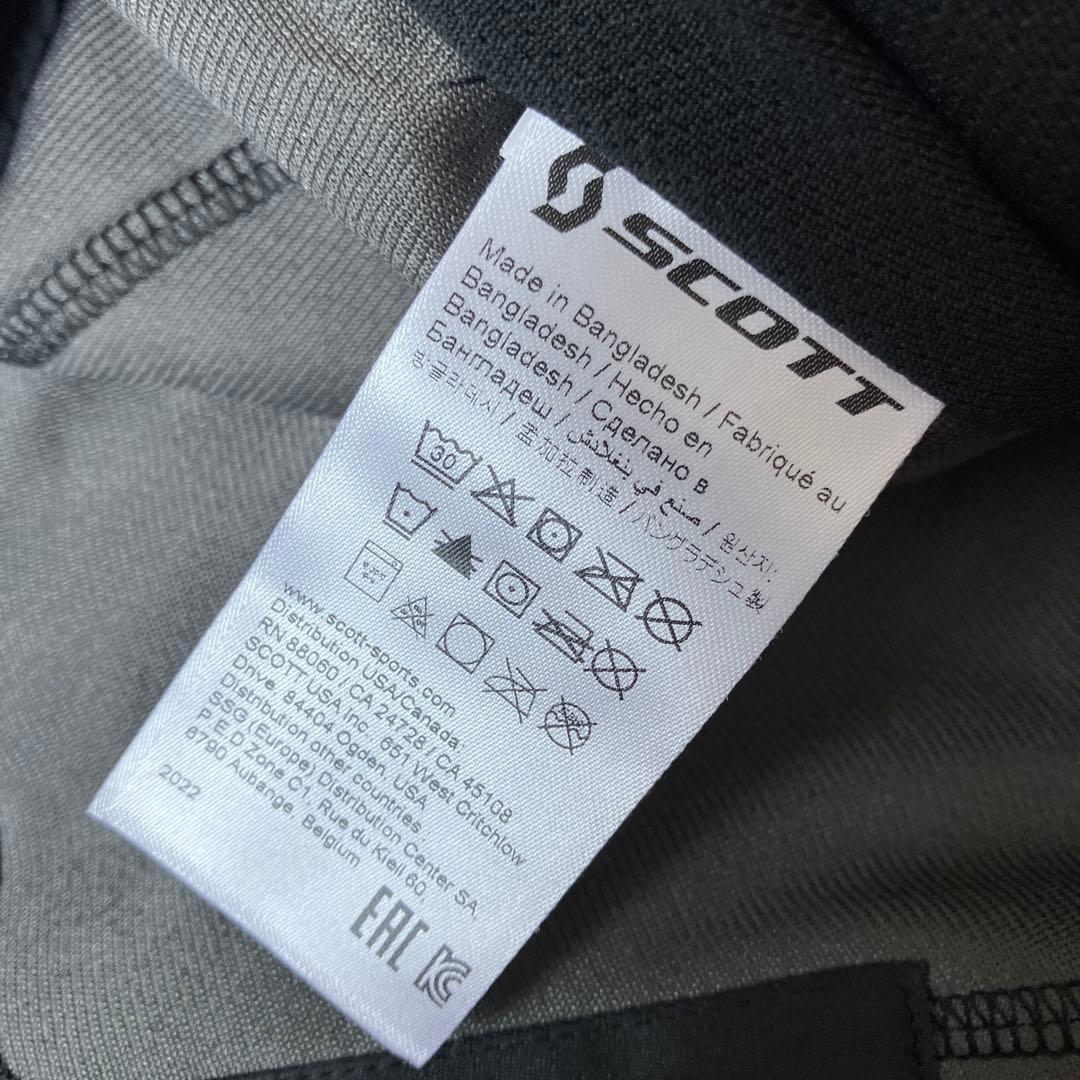 SCOTT
Made in Bangladesh / Fabriqué au
Bangladesh / Hecho en
Bangladesh / Сделано в
Бангладеш / صنع في بنغلادش / 원산지:
방글라데시 / 孟加拉制造 / バングラデシュ製
30
www.scott-sports.com
Distribution USA/Canada:
RN 88060 / CA 24728 / CA 45108
SCOTT USA Inc. 651 West Critchlow
Drive, 84404 Ogden, USA
Distribution other countries
SSG (Europe) Distribution Center SA.
P.E.D Zone C1, Rue du Kiell 60,
6790 Aubange, Belgium
2022
EAC